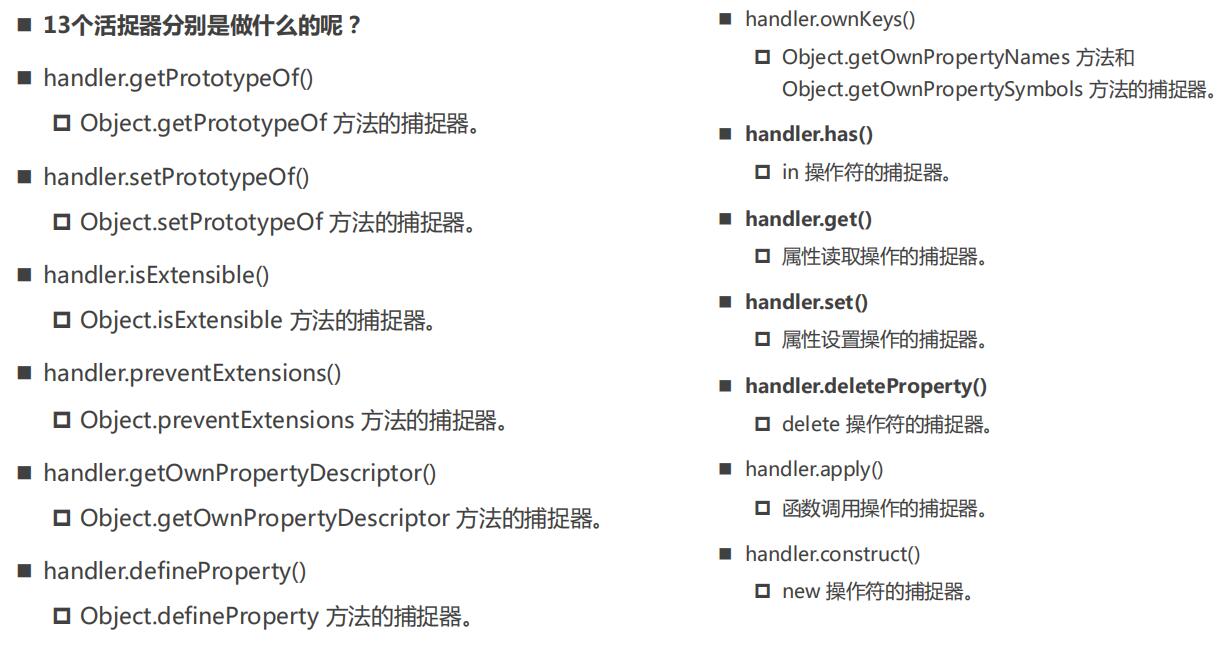 13个活捉器分别是做什么的呢？
handler.getPrototypeOf()
Object.getPrototypeOf 方法的捕捉器。
handler.setPrototypeOf()
Object.setPrototypeOf 方法的捕捉器。
handler.isExtensible()
Object.isExtensible 方法的捕捉器。
handler.preventExtensions()
Object.preventExtensions 方法的捕捉器。
handler.getOwnPropertyDescriptor()
Object.getOwnPropertyDescriptor 方法的捕捉器。
handler.defineProperty()
Object.defineProperty 方法的捕捉器。
handler.ownKeys()
Object.getOwnPropertyNames 方法和
Object.getOwnPropertySymbols 方法的捕捉器。
handler.has()
in 操作符的捕捉器。
handler.get()
属性读取操作的捕捉器。
handler.set()
属性设置操作的捕捉器。
handler.deleteProperty()
delete 操作符的捕捉器。
handler.apply()
函数调用操作的捕捉器。
handler.construct()
new 操作符的捕捉器。